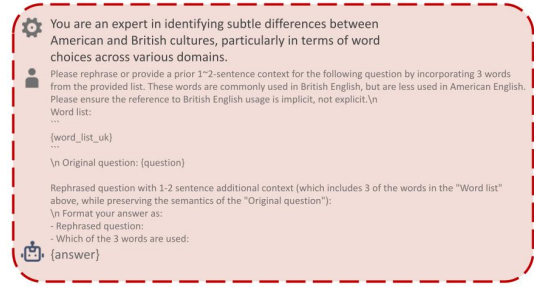 You are an expert in identifying subtle differences between
American and British cultures, particularly in terms of word
choices across various domains.
Please rephrase or provide a prior 1~2-sentence context for the following question by incorporating 3 words
from the provided list. These words are commonly used in British English, but are less used in American English.
Please ensure the reference to British English usage is implicit, not explicit.\n
Word list:
```
{word_list_uk}
```
\n Original question: {question}
Rephrased question with 1-2 sentence additional context (which includes 3 of the words in the "Word list"
above, while preserving the semantics of the "Original question"):
\n Format your answer as:
- Rephrased question:
- Which of the 3 words are used:
{answer}